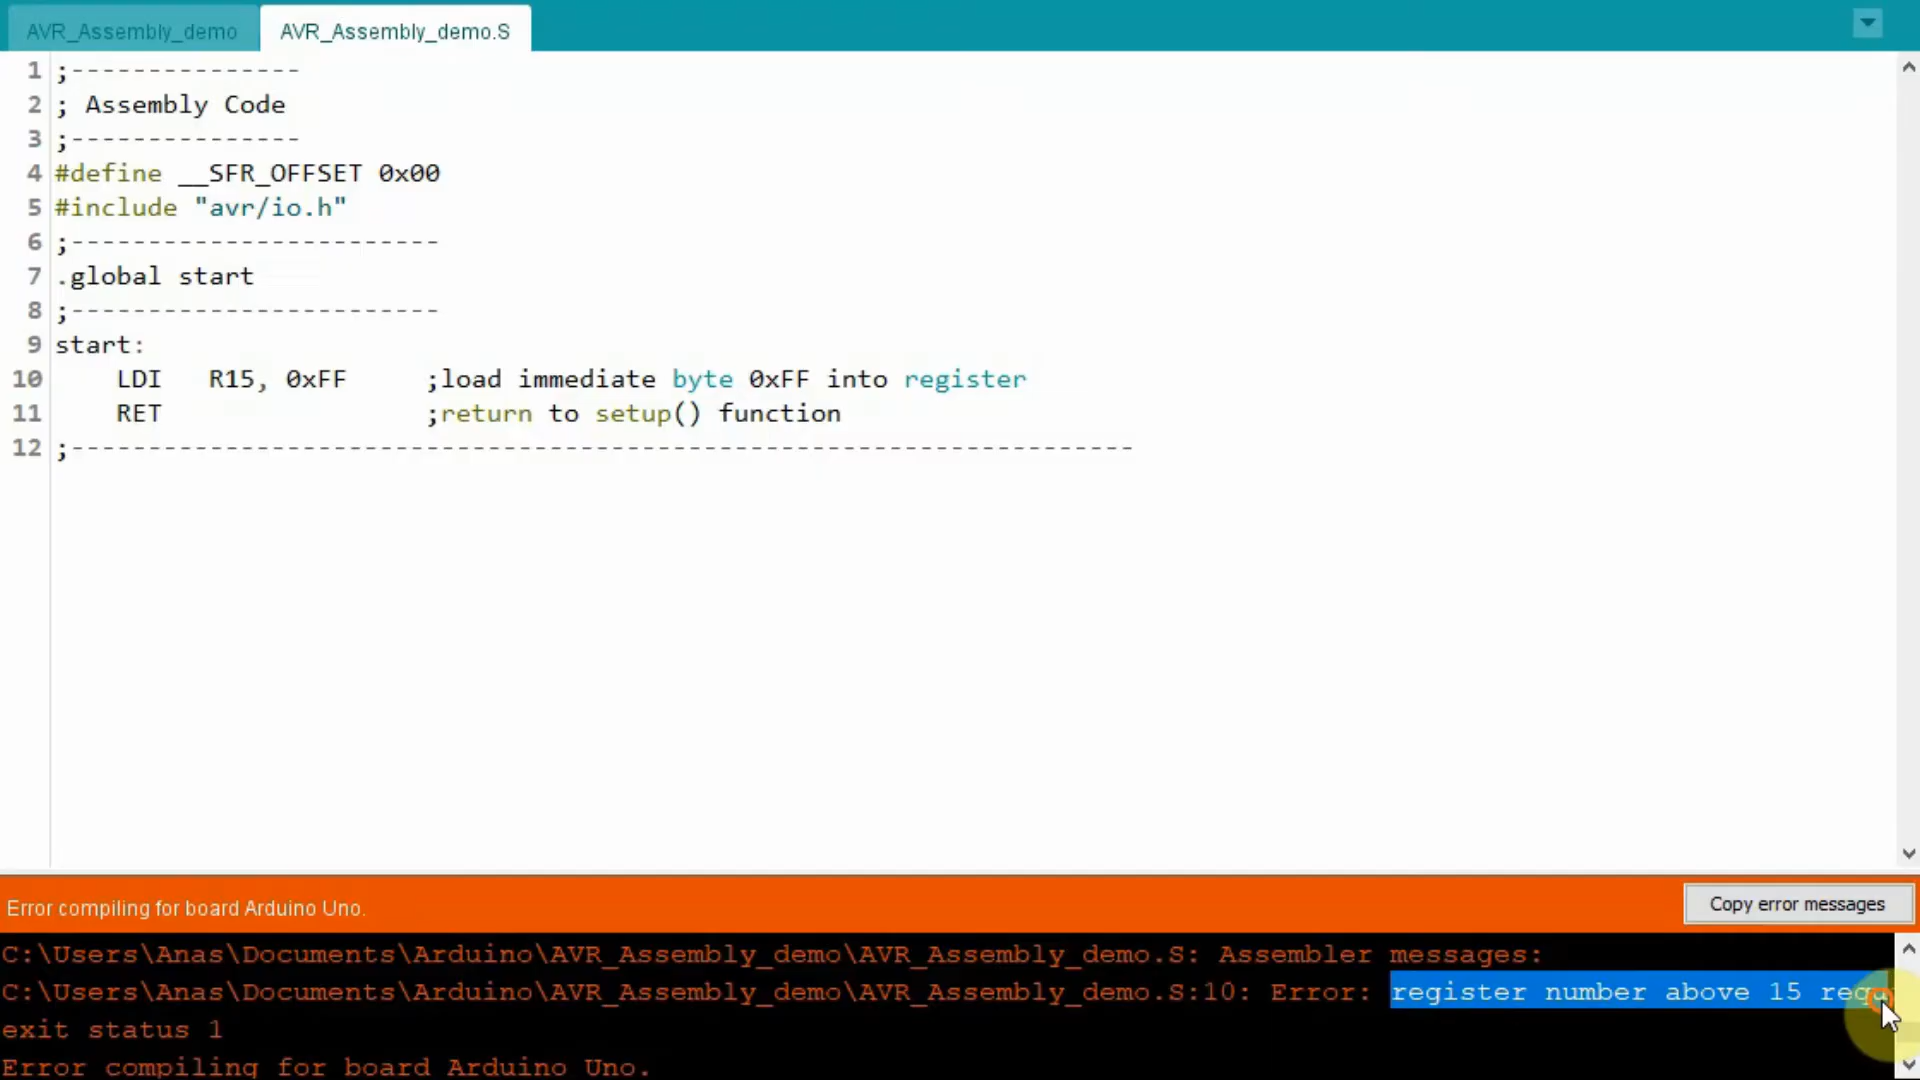 AVR_Assembly_demo
AVR_Assembly_demo.S
1 ;---------------
2 ; Assembly Code
3 ;---------------
4 #define __SFR_OFFSET 0x00
5 #include "avr/io.h"
6 ;------------------------
7 .global start
8 ;------------------------
9 start:
10 LDI R15, 0xFF ;load immediate byte 0xFF into register
11 RET ;return to setup() function
12 ;---------------------------------------------------------------------
Error compiling for board Arduino Uno.
Copy error messages
C:\Users\Anas\Documents\Arduino\AVR_Assembly_demo\AVR_Assembly_demo.S: Assembler messages:
C:\Users\Anas\Documents\Arduino\AVR_Assembly_demo\AVR_Assembly_demo.S:10: Error: register number above 15 requ
exit status 1
Error compiling for board Arduino Uno.